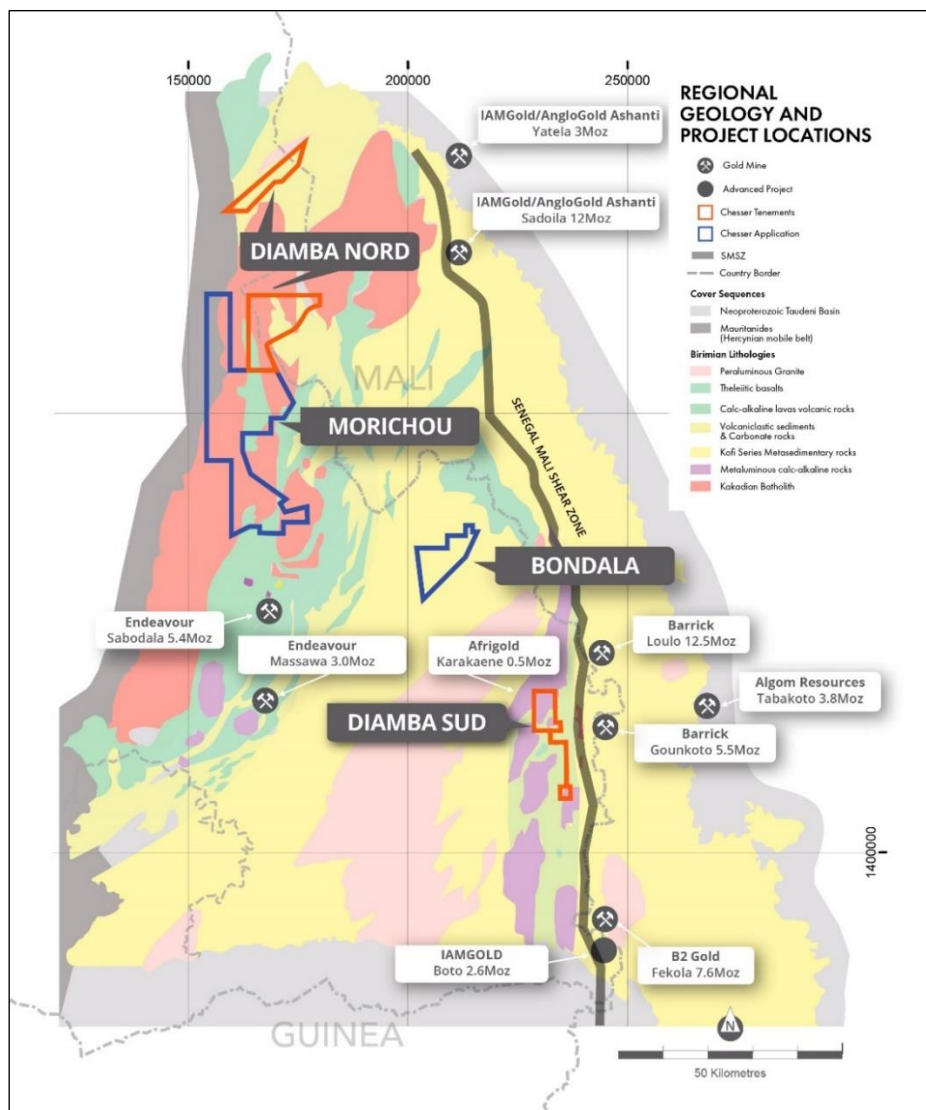 150000
200000
250000
REGIONAL
GEOLOGY AND
PROJECT LOCATIONS
Gold Mine
Advanced Project
Chesser Tenements
Chesser Application
SMSZ
Country Border
Cover Sequences
Neoproterozoic Taudeni Basin
Mauritanides
(Hercynian mobile belt)
Birimian Lithologies
Peraluminous Granite
Theleiitic basalts
Calc-alkaline lavas volcanic rocks
Volcaniclastic sediments
& Carbonate rocks
Kofi Series Metasedimentary rocks
Metaluminous calc-alkaline rocks
Kakadian Batholith
IAMGold/AngloGold Ashanti
Yatela 3Moz
IAMGold/AngloGold Ashanti
Sadoila 12Moz
DIAMBA NORD
MALI
MORICHOU
SENEGAL MALI SHEAR ZONE
BONDALA
Endeavour
Sabodala 5.4Moz
Endeavour
Massawa 3.0Moz
Afrigold
Karakaene 0.5Moz
Barrick
Loulo 12.5Moz
Algom Resources
Tabakoto 3.8Moz
DIAMBA SUD
Barrick
Gounkoto 5.5Moz
1400000
IAMGOLD
Boto 2.6Moz
B2 Gold
Fekola 7.6Moz
GUINEA
N
50 Kilometres